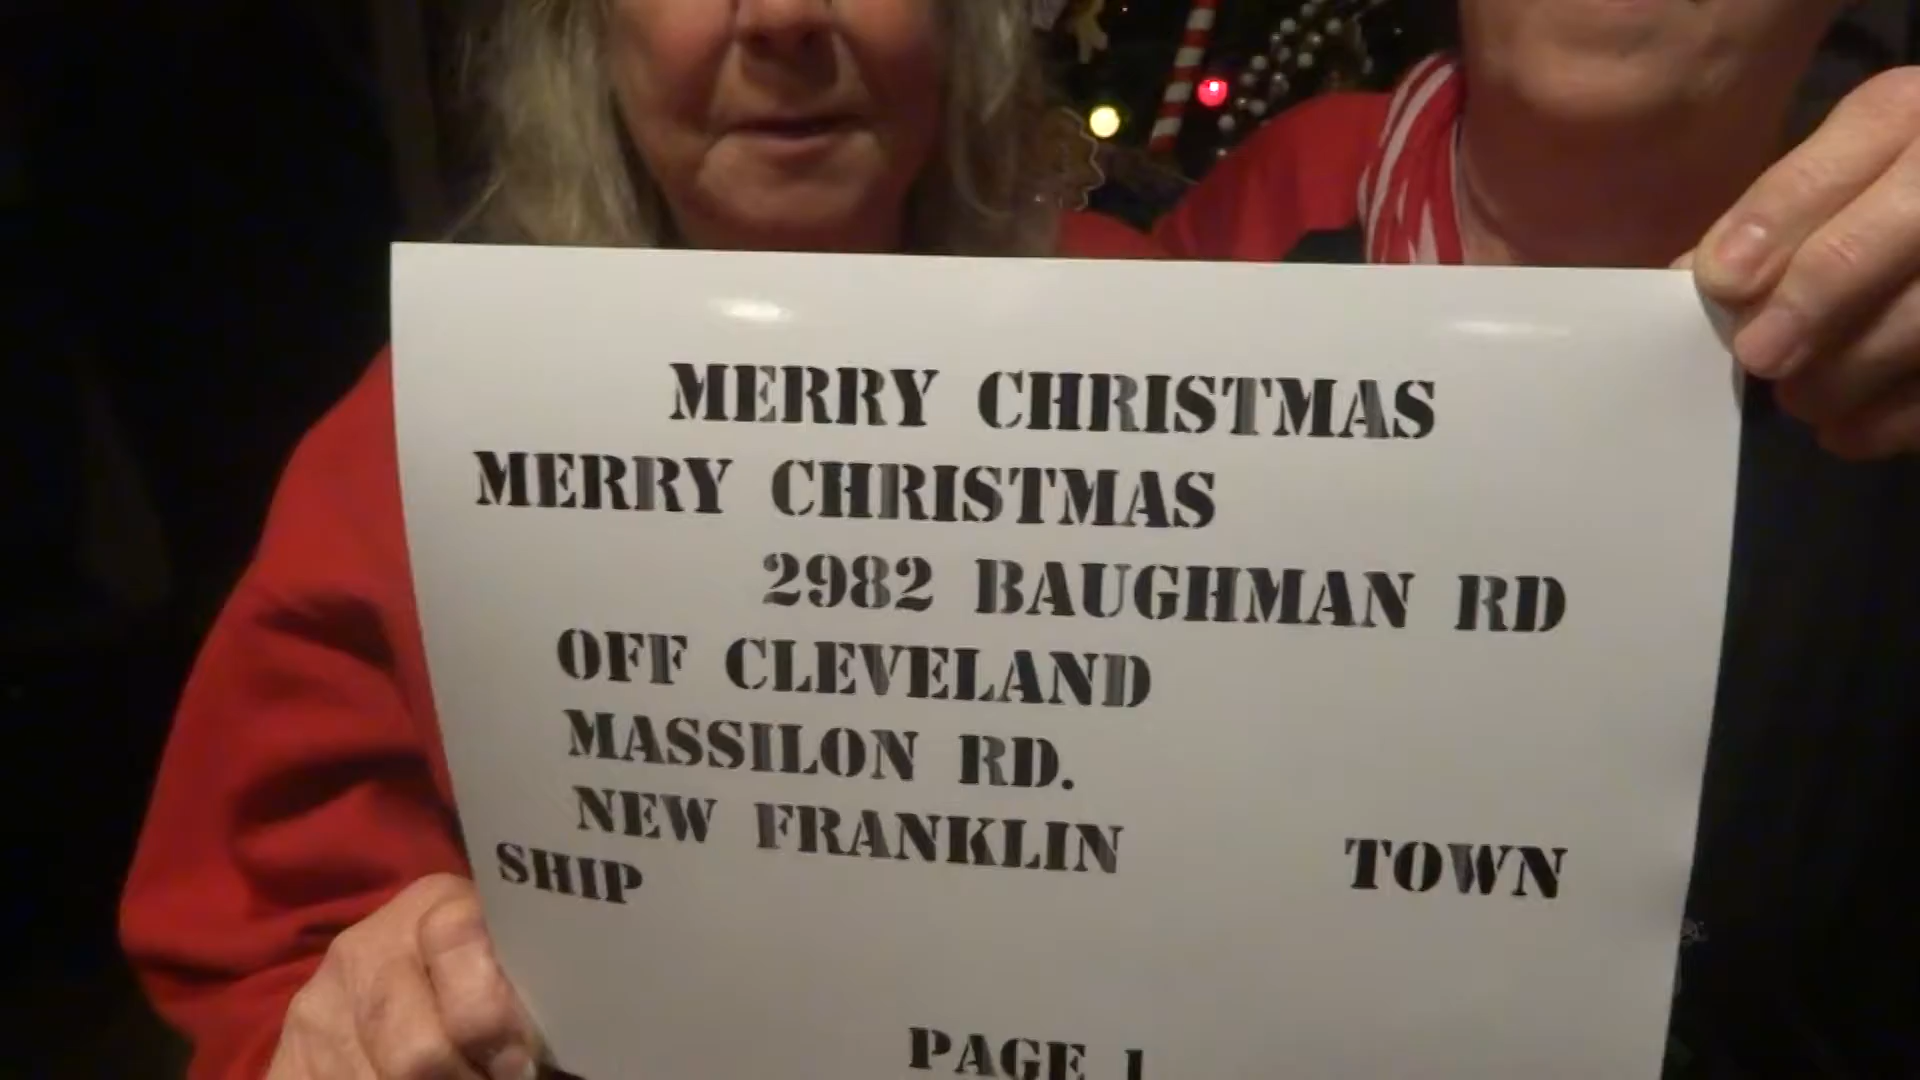 MERRY CHRISTMAS
MERRY CHRISTMAS
2982 BAUGHMAN RD
OFF CLEVELAND
MASSILON RD.
NEW FRANKLIN TOWN
SHIP
PAGE 1